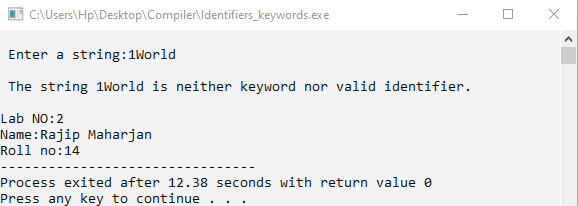 C:\Users\Hp\Desktop\Compiler\Identifiers_keywords.exe
Enter a string:1World
The string 1World is neither keyword nor valid identifier.
Lab NO:2
Name:Rajip Maharjan
Roll no:14
--------------------------------
Process exited after 12.38 seconds with return value 0
Press any key to continue . . .